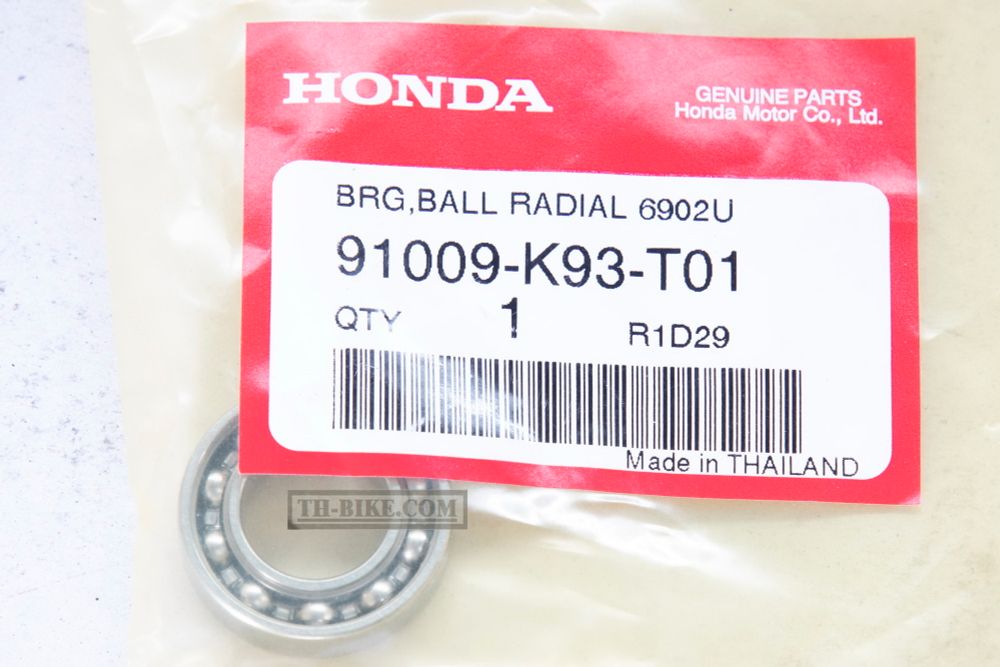 HONDA
GENUINE PARTS
Honda Motor Co., Ltd.
BRG,BALL RADIAL 6902U
91009-K93-T01
QTY 1 R1D29
Made in THAILAND
TH-BIKE.COM